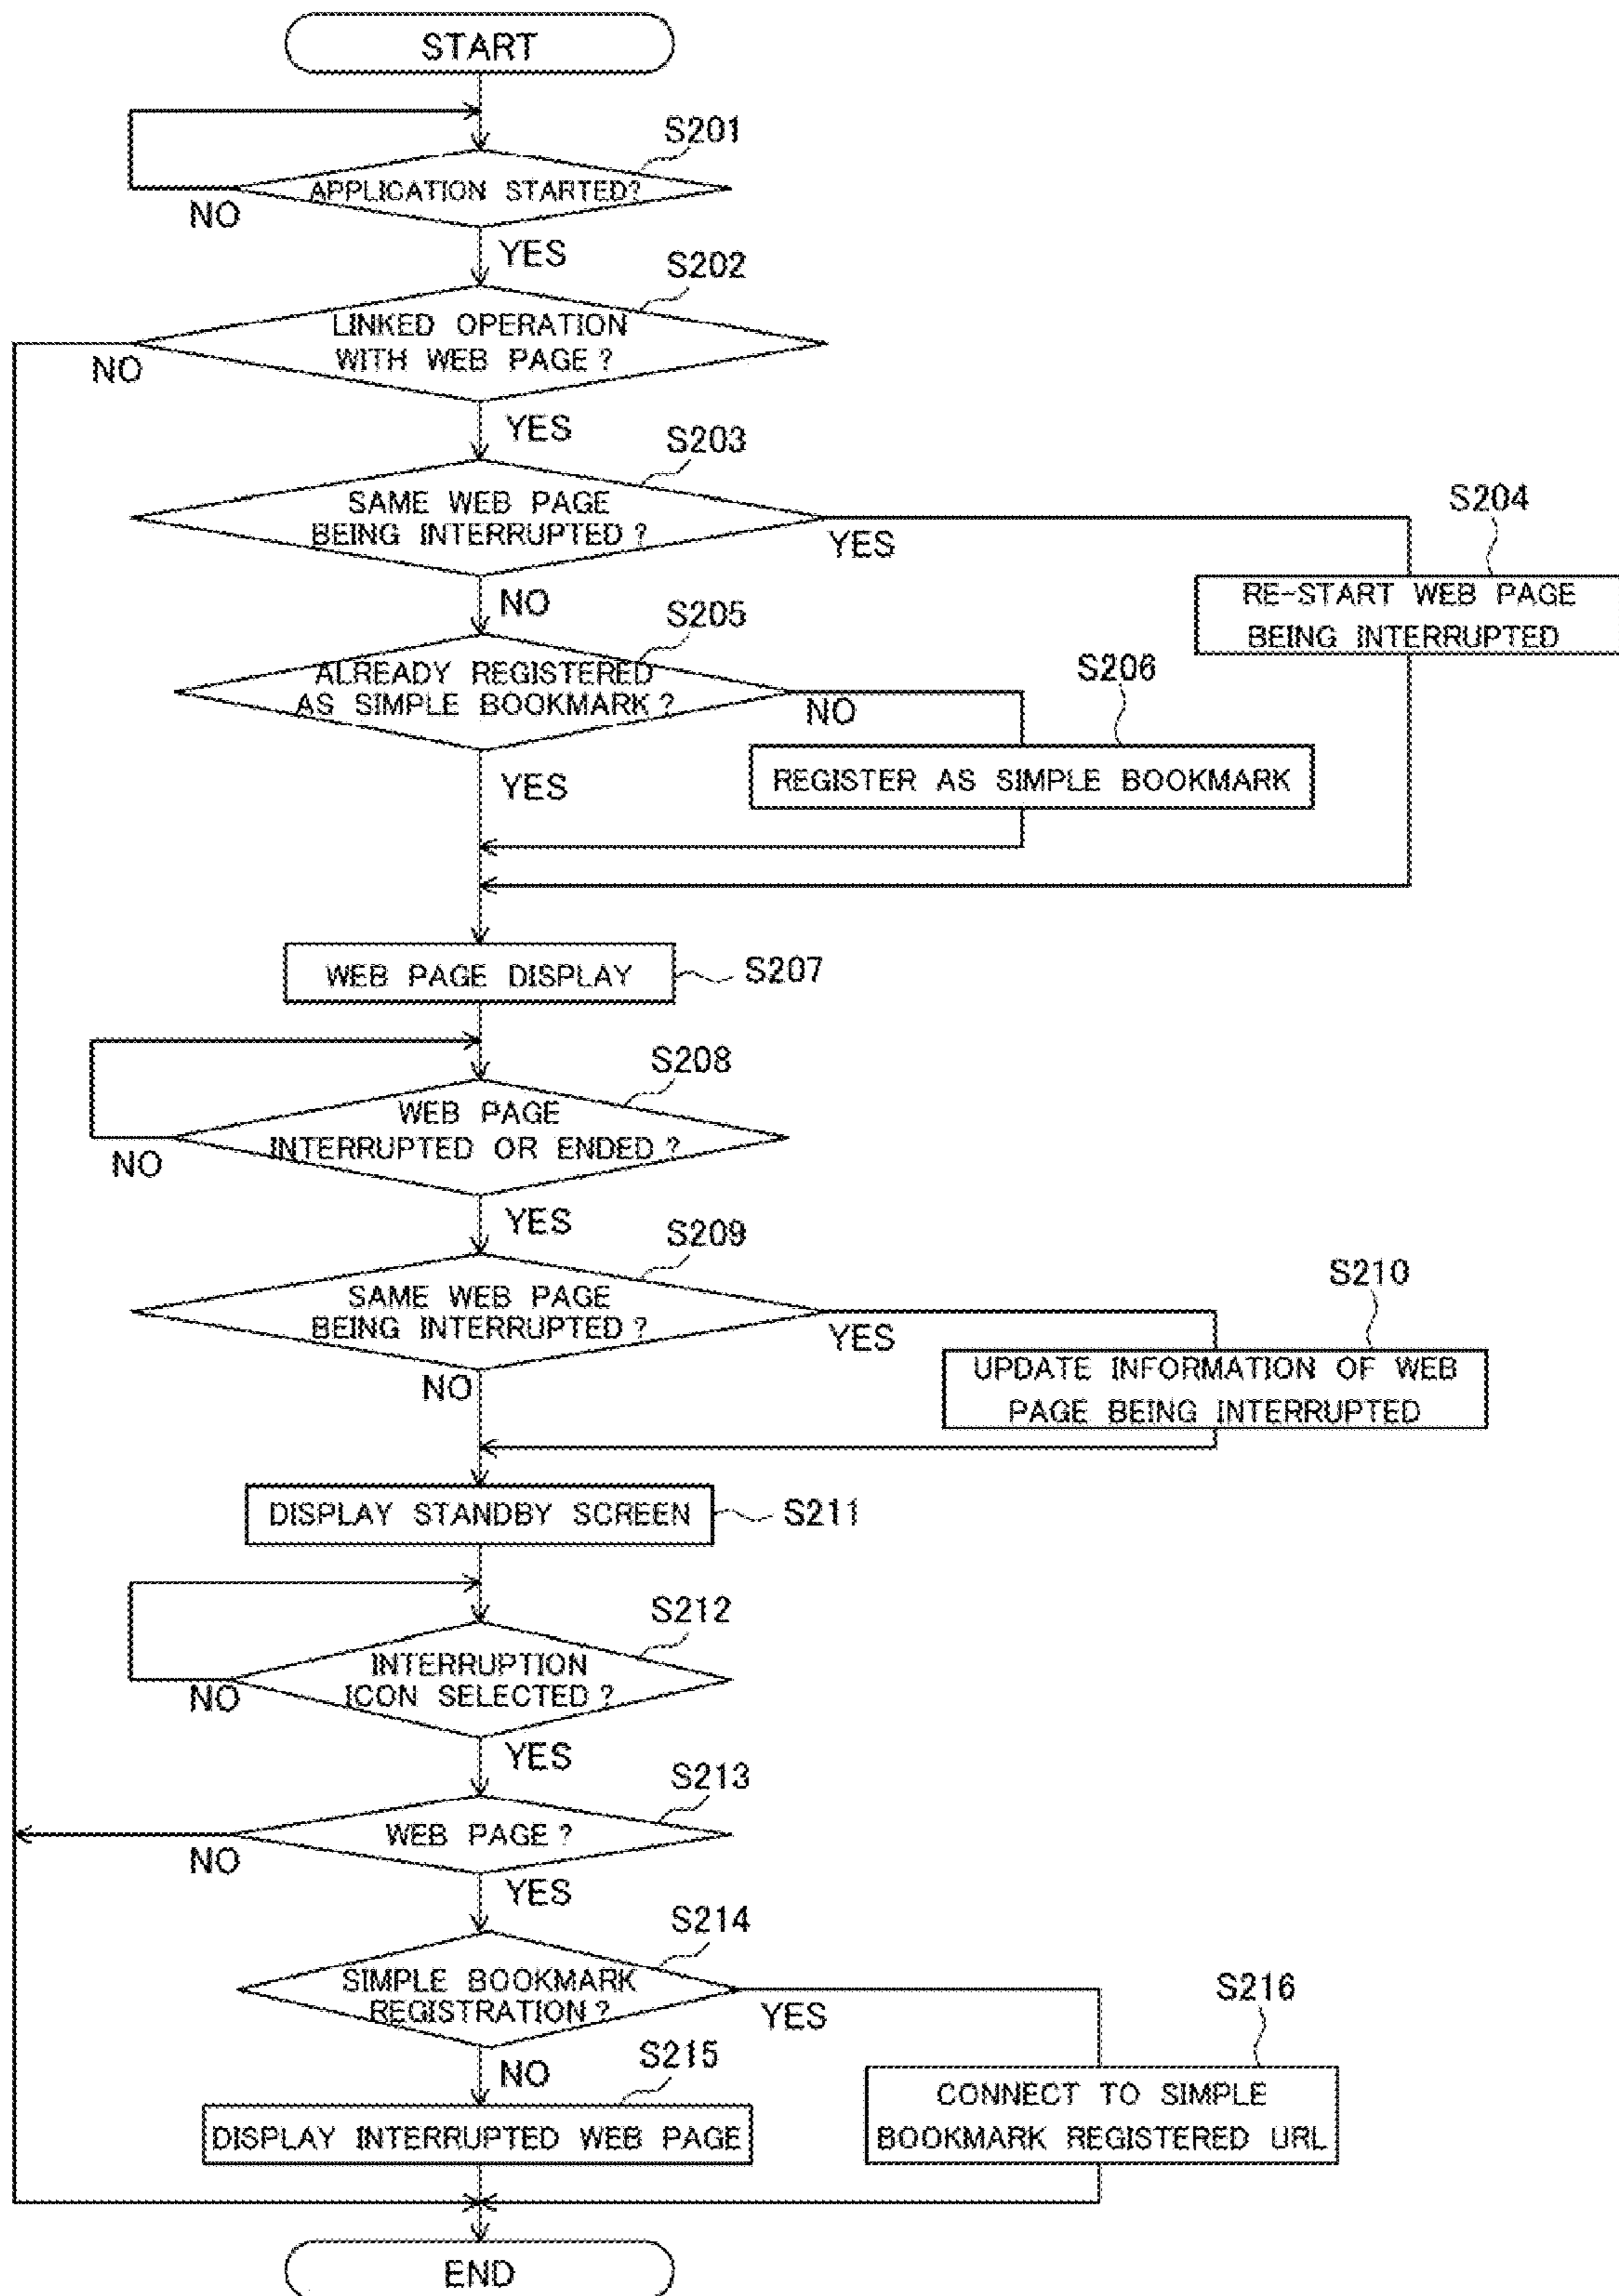 START
S201
APPLICATION STARTED?
NO
YES
S202
LINKED OPERATION
WITH WEB PAGE?
NO
YES
S203
SAME WEB PAGE
BEING INTERRUPTED?
YES
S204
RE-START WEB PAGE
BEING INTERRUPTED
NO
S205
ALREADY REGISTERED
AS SIMPLE BOOKMARK?
NO
S206
REGISTER AS SIMPLE BOOKMARK
YES
WEB PAGE DISPLAY
S207
S208
WEB PAGE
INTERRUPTED OR ENDED?
NO
YES
S209
SAME WEB PAGE
BEING INTERRUPTED?
YES
S210
UPDATE INFORMATION OF WEB
PAGE BEING INTERRUPTED
NO
DISPLAY STANDBY SCREEN
S211
S212
INTERRUPTION
ICON SELECTED?
NO
YES
S213
WEB PAGE?
NO
YES
S214
SIMPLE BOOKMARK
REGISTRATION?
YES
S216
CONNECT TO SIMPLE
BOOKMARK REGISTERED URL
NO
S215
DISPLAY INTERRUPTED WEB PAGE
END